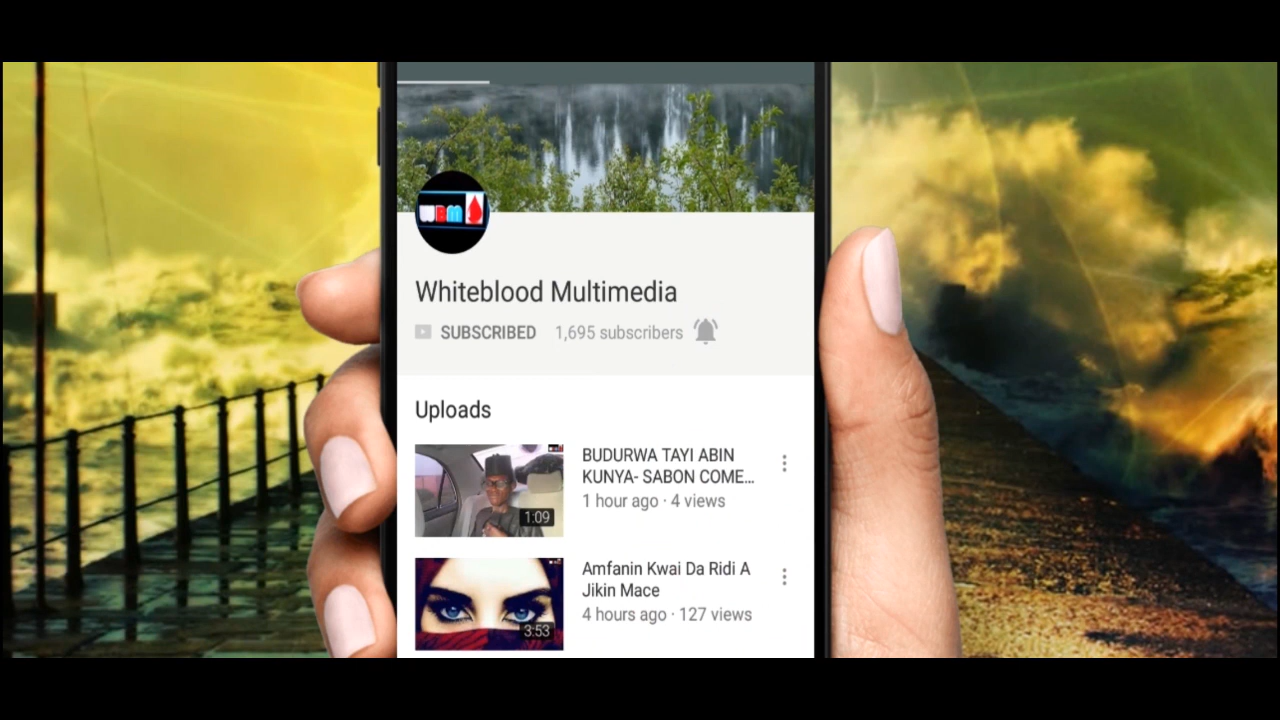 WBM
Whiteblood Multimedia
SUBSCRIBED 1,695 subscribers
Uploads
BUDURWA TAYI ABIN
KUNYA- SABON COME...
1 hour ago · 4 views
1:09
Amfanin Kwai Da Ridi A
Jikin Mace
4 hours ago · 127 views
3:53